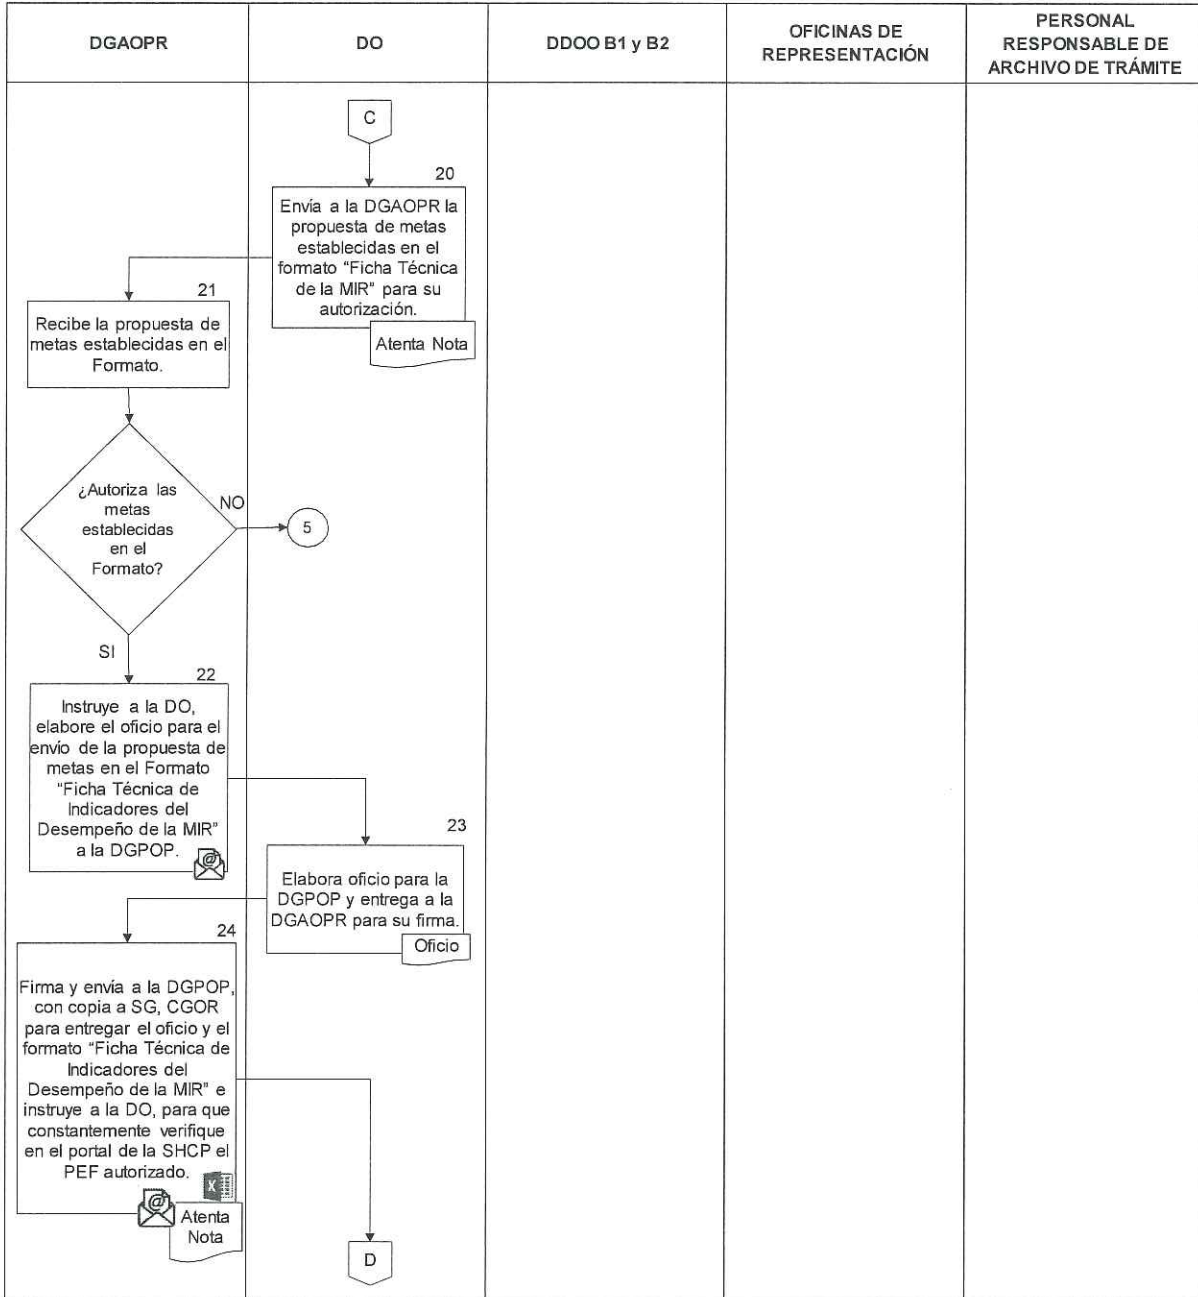 DGAOPR
DO
DDOO B1 y B2
OFICINAS DE
REPRESENTACIÓN
PERSONAL
RESPONSABLE DE
ARCHIVO DE TRÁMITE
C
20
Envía a la DGAOPR la
propuesta de metas
establecidas en el
formato “Ficha Técnica
de la MIR” para su
autorización.
Atenta Nota
21
Recibe la propuesta de
metas establecidas en el
Formato.
¿Autoriza las
metas
establecidas
en el
Formato?
NO
5
SI
22
Instruye a la DO,
elabore el oficio para el
envío de la propuesta de
metas en el Formato
“Ficha Técnica de
Indicadores del
Desempeño de la MIR”
a la DGPOP.
@
23
Elabora oficio para la
DGPOP y entrega a la
DGAOPR para su firma.
Oficio
24
Firma y envía a la DGPOP,
con copia a SG, CGOR
para entregar el oficio y el
formato “Ficha Técnica de
Indicadores del
Desempeño de la MIR” e
instruye a la DO, para que
constantemente verifique
en el portal de la SHCP el
PEF autorizado.
X
@
Atenta
Nota
D